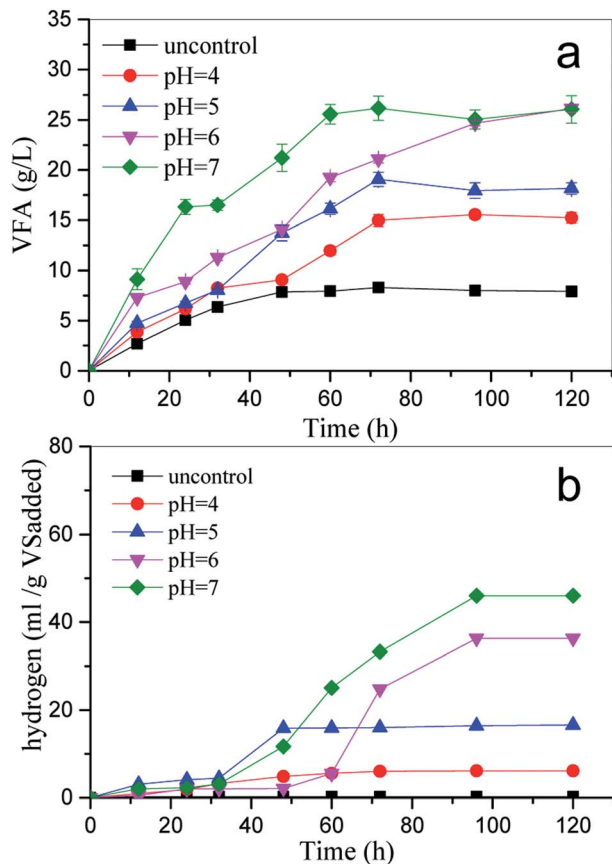 a
35
30
25
20
15
10
5
0
VFA (g/L)
uncontrol
pH=4
pH=5
pH=6
pH=7
0 20 40 60 80 100 120
Time (h)
b
80
60
40
20
0
hydrogen (ml /g VSadded)
uncontrol
pH=4
pH=5
pH=6
pH=7
0 20 40 60 80 100 120
Time (h)